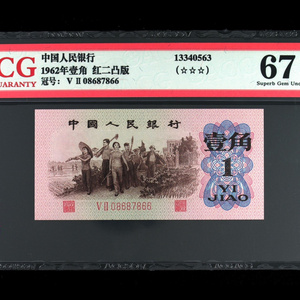 CG
GUARANTY
中国人民银行
1962年壹角 红二凸版
冠号: V II 08687866
13340563
(☆☆☆)
67
Superb Gem Unc
中国人民银行
壹角
1
YI
JIAO
V II 08687866